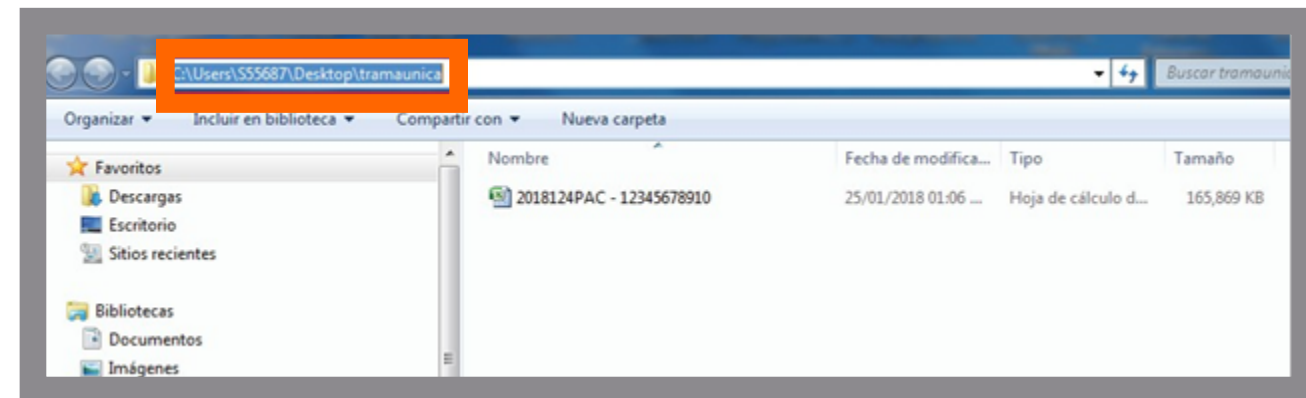 C:\Users\S55687\Desktop\tramaunica
Buscar tramaunic
Organizar Incluir en biblioteca Compartir con Nueva carpeta
Favoritos
Descargas
Escritorio
Sitios recientes
Bibliotecas
Documentos
Imágenes
Nombre Fecha de modifica... Tipo Tamaño
2018124PAC - 12345678910 25/01/2018 01:06 ... Hoja de cálculo d... 165,869 KB